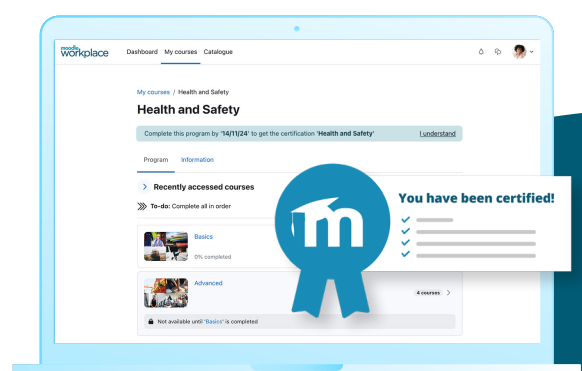 moodle
workplace
Dashboard My courses Catalogue
My courses / Health and Safety
Health and Safety
Complete this program by '14/11/24' to get the certification 'Health and Safety' I understand
Program Information
Recently accessed courses
To-do: Complete all in order
You have been certified!
m
Basics
0% completed
Advanced
4 courses
Not available until 'Basics' is completed